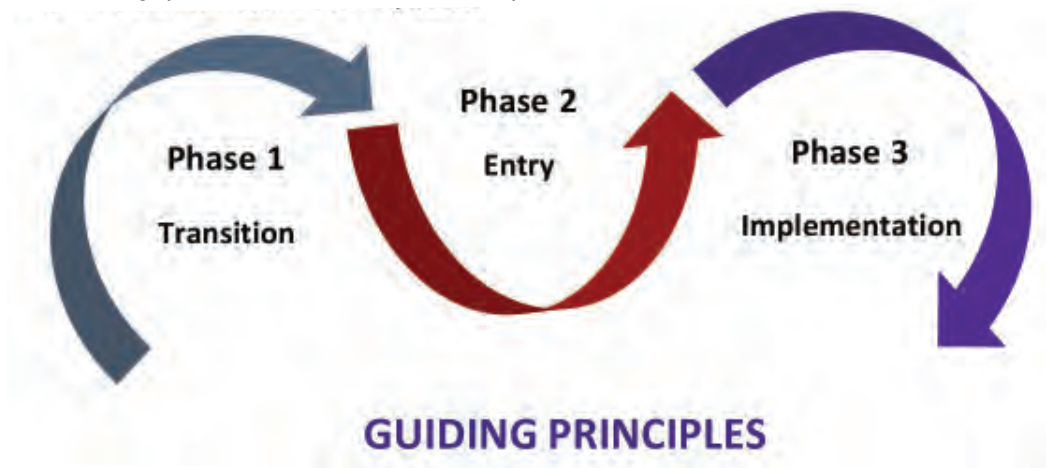 Phase 1
Transition
Phase 2
Entry
Phase 3
Implementation
GUIDING PRINCIPLES